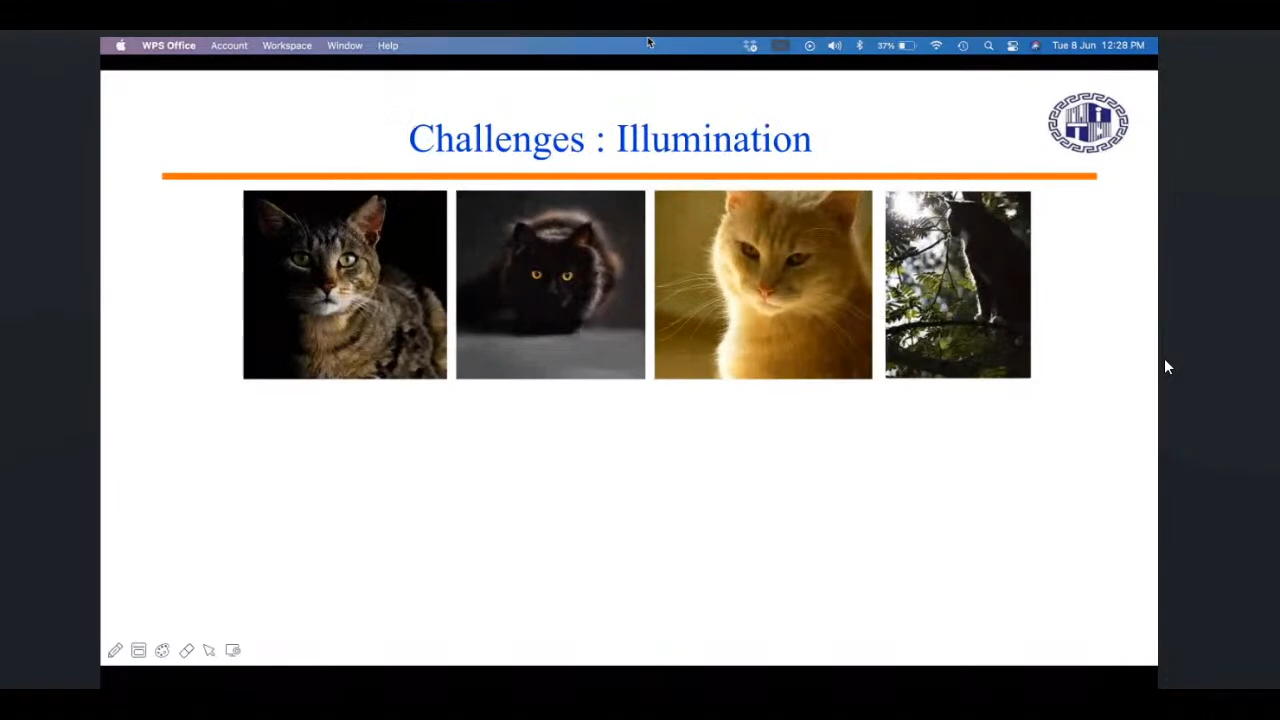 WPS Office Account Workspace Window Help 37% Tue 8 Jun 12:28 PM
Challenges : Illumination